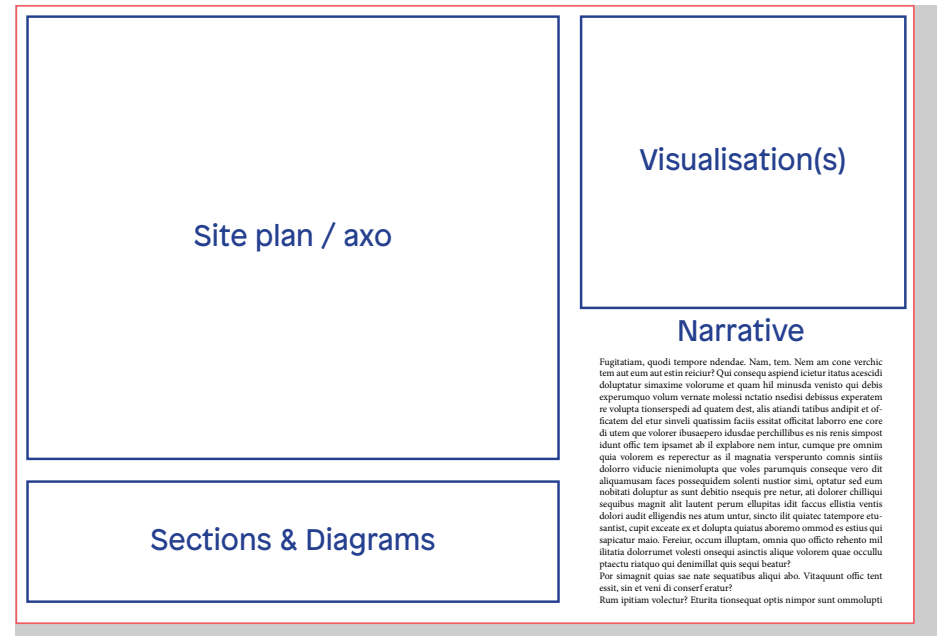 Site plan / axo
Sections & Diagrams
Visualisation(s)
Narrative
Fugitatiam, quodi tempore ndendae. Nam, tem. Nem am cone verchic
tem aut eum aut estin reiciur? Qui consequ aspiend icietur itatus acescidi
doluptatur simaxime volorume et quam hil minusda venisto qui debis
experumquo volum vernate molessi nctatio nsedisi debissus experatem
re volupta tionserspedi ad quatem dest, alis atiandi tatibus andipit et of-
ficatem del etur sinveli quatissim faciis essitat officitat laborro ene core
di utem que volorer ibusaepero idusdae perchillibus es nis renis simpost
idunt offic tem ipsamet ab il explabore nem intur, cumque pre omnim
quia volorem es reperectur as il magnatia versperunto comnis sintiis
dolorro viducie nienimolupta que voles parumquis conseque vero dit
aliquamusam faces possequidem solenti nustior simi, optatur sed eum
nobitati doluptur as sunt debitio nsequis pre netur, ati dolorer chilliqui
sequibus magnit alit lautent perum ellupitas idit faccus ellistia ventis
dolori audit elligendis nes atum untur, sincto ilit quiatec tatempore etu-
santist, cupit exceate ex et dolupta quiatus aboremo ommod es estius qui
sapicatur maio. Fereiur, occum illuptam, omnia quo officto rehento mil
ilitatia dolorrumet volesti onsequi asinctis alique volorem quae occullu
ptaectu riatquo qui denimillat quis sequi beatur?
Por simagnit quias sae nate sequatibus aliqui abo. Vitaquunt offic tent
essit, sin et veni di conserf eratur?
Rum ipitiam volectur? Eturita tionsequat optis nimpor sunt ommolupti